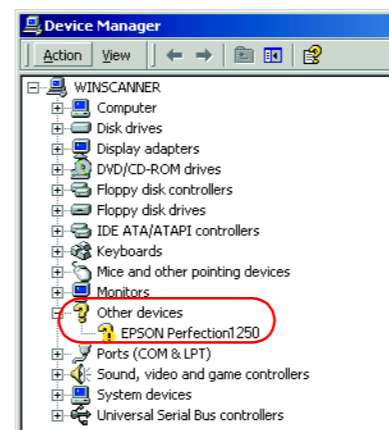 Device Manager
Action View
WINSCANNER
Computer
Disk drives
Display adapters
DVD/CD-ROM drives
Floppy disk controllers
Floppy disk drives
IDE ATA/ATAPI controllers
Keyboards
Mice and other pointing devices
Monitors
Other devices
EPSON Perfection1250
Ports (COM & LPT)
Sound, video and game controllers
System devices
Universal Serial Bus controllers